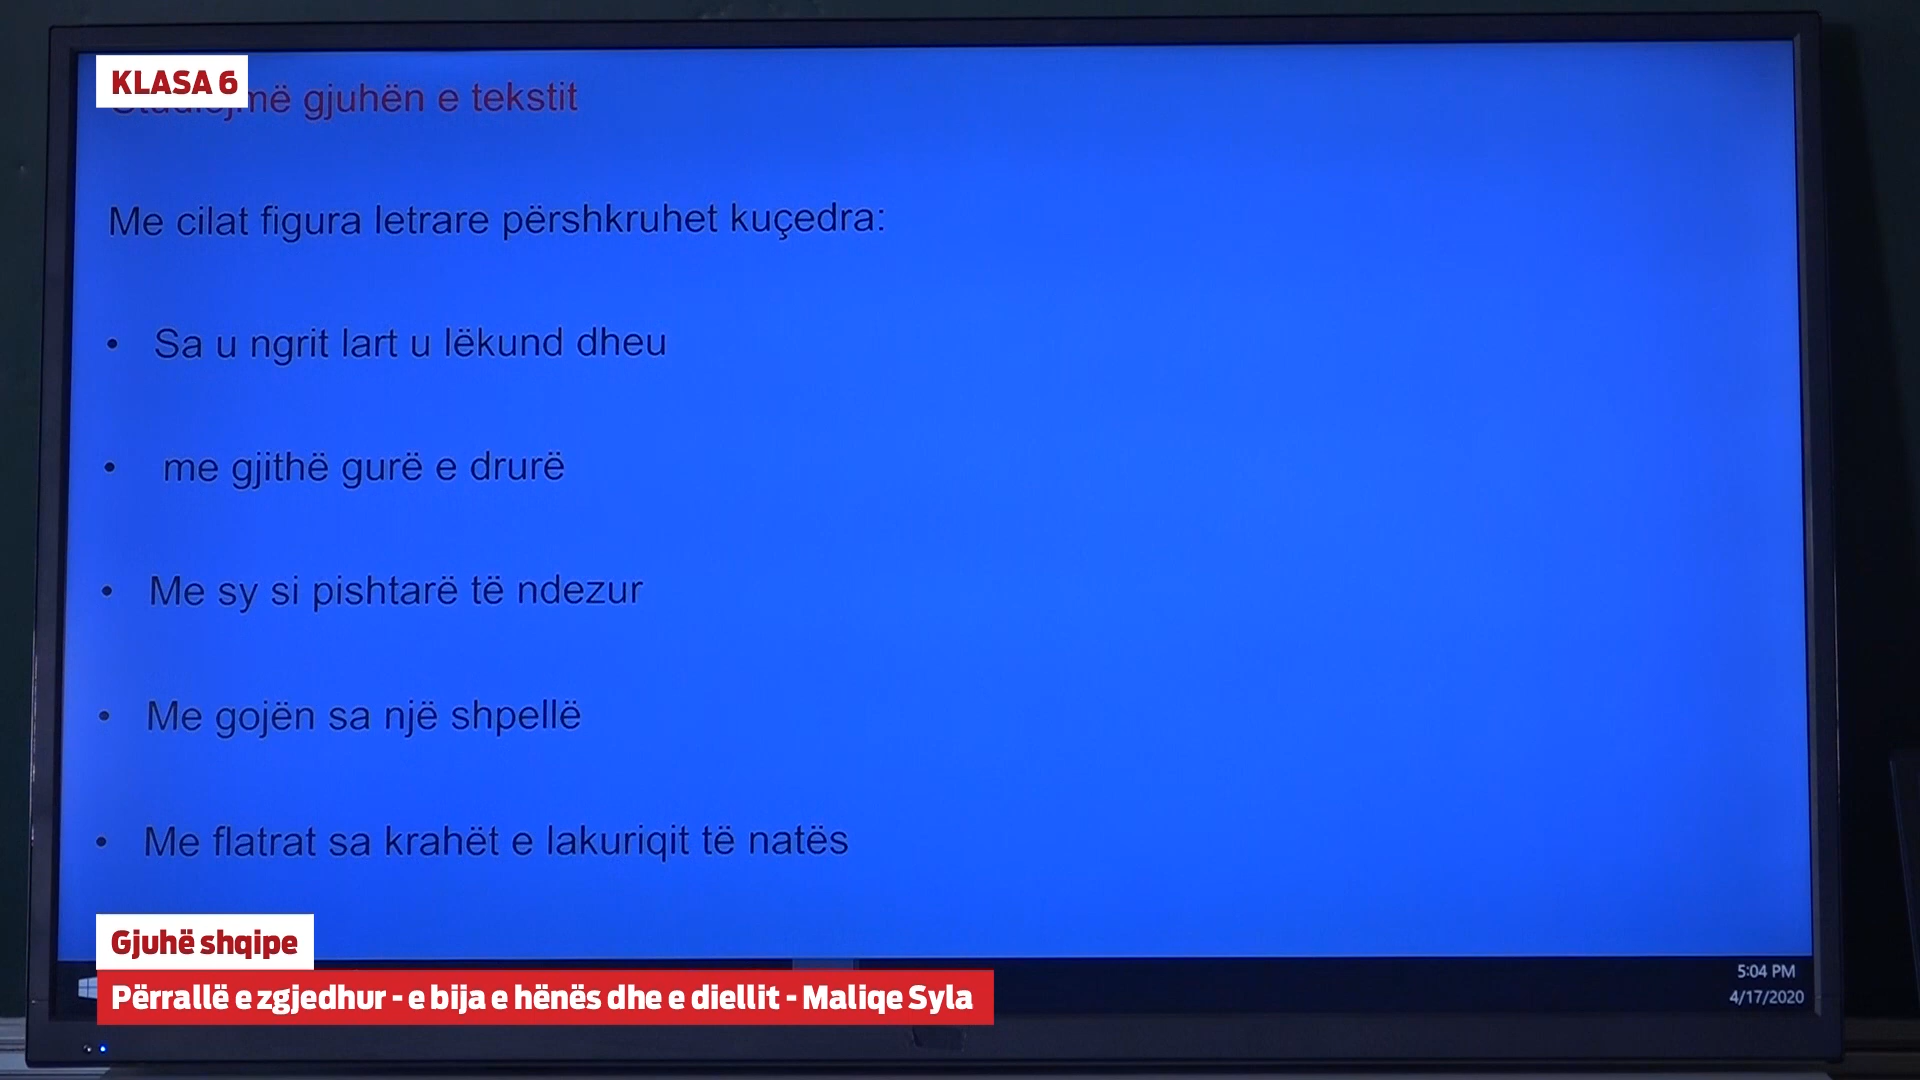 KLASA 6
gjuhën e tekstit
Me cilat figura letrare përshkruhet kuçedra:
• Sa u ngrit lart u lëkund dheu
• me gjithë gurë e drurë
• Me sy si pishtarë të ndezur
• Me gojën sa një shpellë
• Me flatrat sa krahët e lakuriqit të natës
Gjuhë shqipe
Përrallë e zgjedhur - e bija e hënës dhe e diellit - Maliqe Syla
5:04 PM
4/17/2020